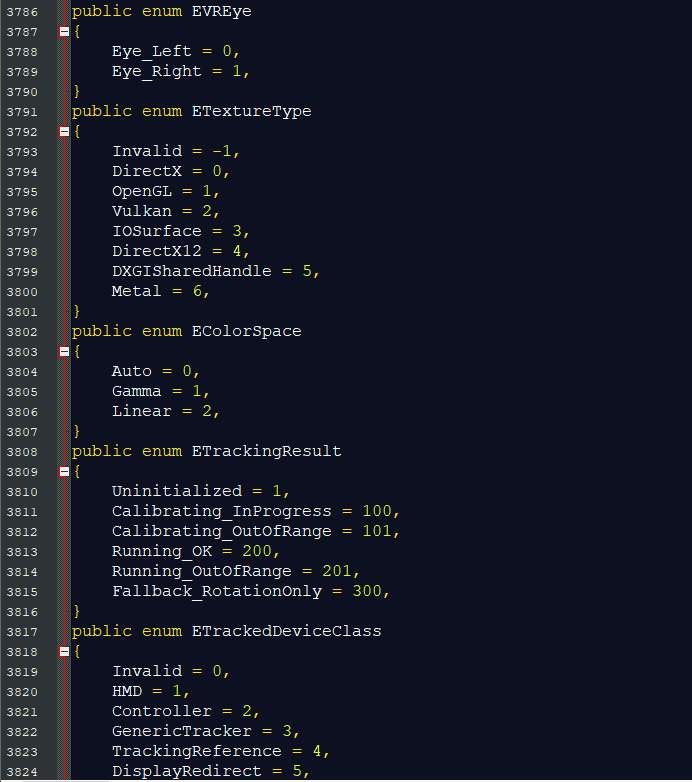 3786 public enum EVREye
3787 {
3788 Eye_Left = 0,
3789 Eye_Right = 1,
3790 }
3791 public enum ETextureType
3792 {
3793 Invalid = -1,
3794 DirectX = 0,
3795 OpenGL = 1,
3796 Vulkan = 2,
3797 IOSurface = 3,
3798 DirectX12 = 4,
3799 DXGISharedHandle = 5,
3800 Metal = 6,
3801 }
3802 public enum EColorSpace
3803 {
3804 Auto = 0,
3805 Gamma = 1,
3806 Linear = 2,
3807 }
3808 public enum ETrackingResult
3809 {
3810 Uninitialized = 1,
3811 Calibrating_InProgress = 100,
3812 Calibrating_OutOfRange = 101,
3813 Running_OK = 200,
3814 Running_OutOfRange = 201,
3815 Fallback_RotationOnly = 300,
3816 }
3817 public enum ETrackedDeviceClass
3818 {
3819 Invalid = 0,
3820 HMD = 1,
3821 Controller = 2,
3822 GenericTracker = 3,
3823 TrackingReference = 4,
3824 DisplayRedirect = 5,